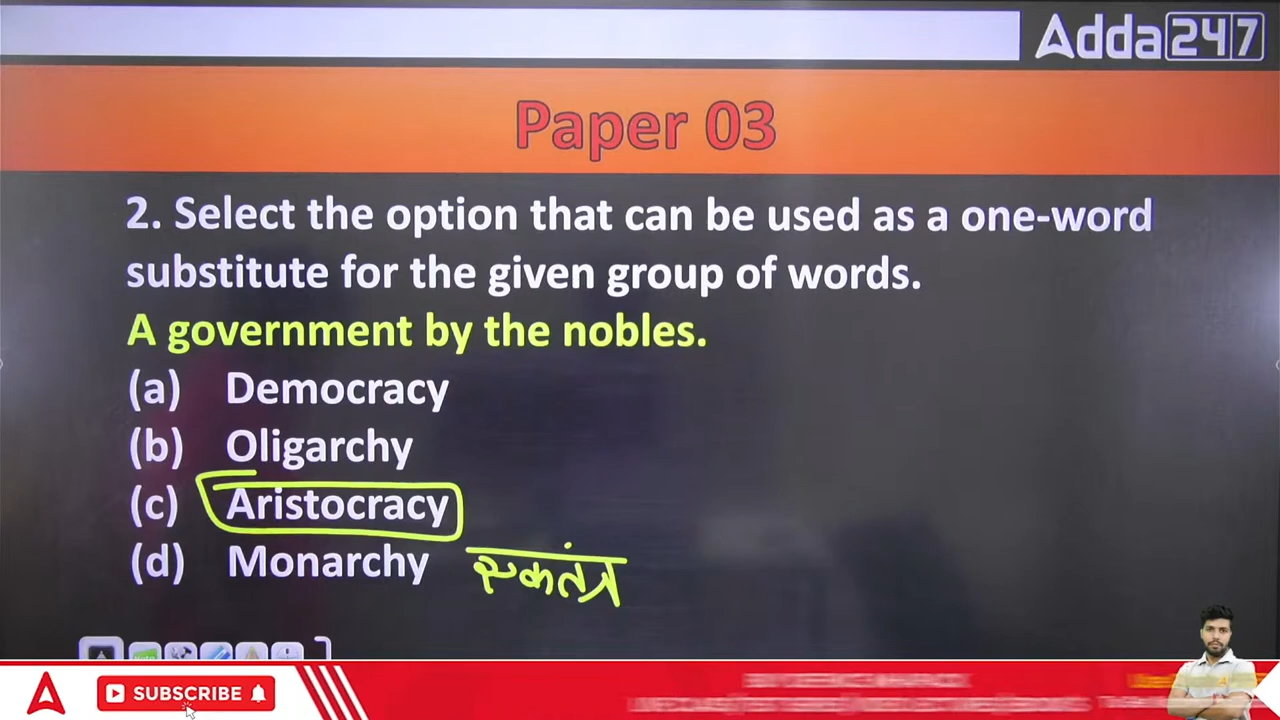 Adda247
Paper 03
2. Select the option that can be used as a one-word
substitute for the given group of words.
A government by the nobles.
(a) Democracy
(b) Oligarchy
(c) Aristocracy
(d) Monarchy एकतंत्र
SUBSCRIBE